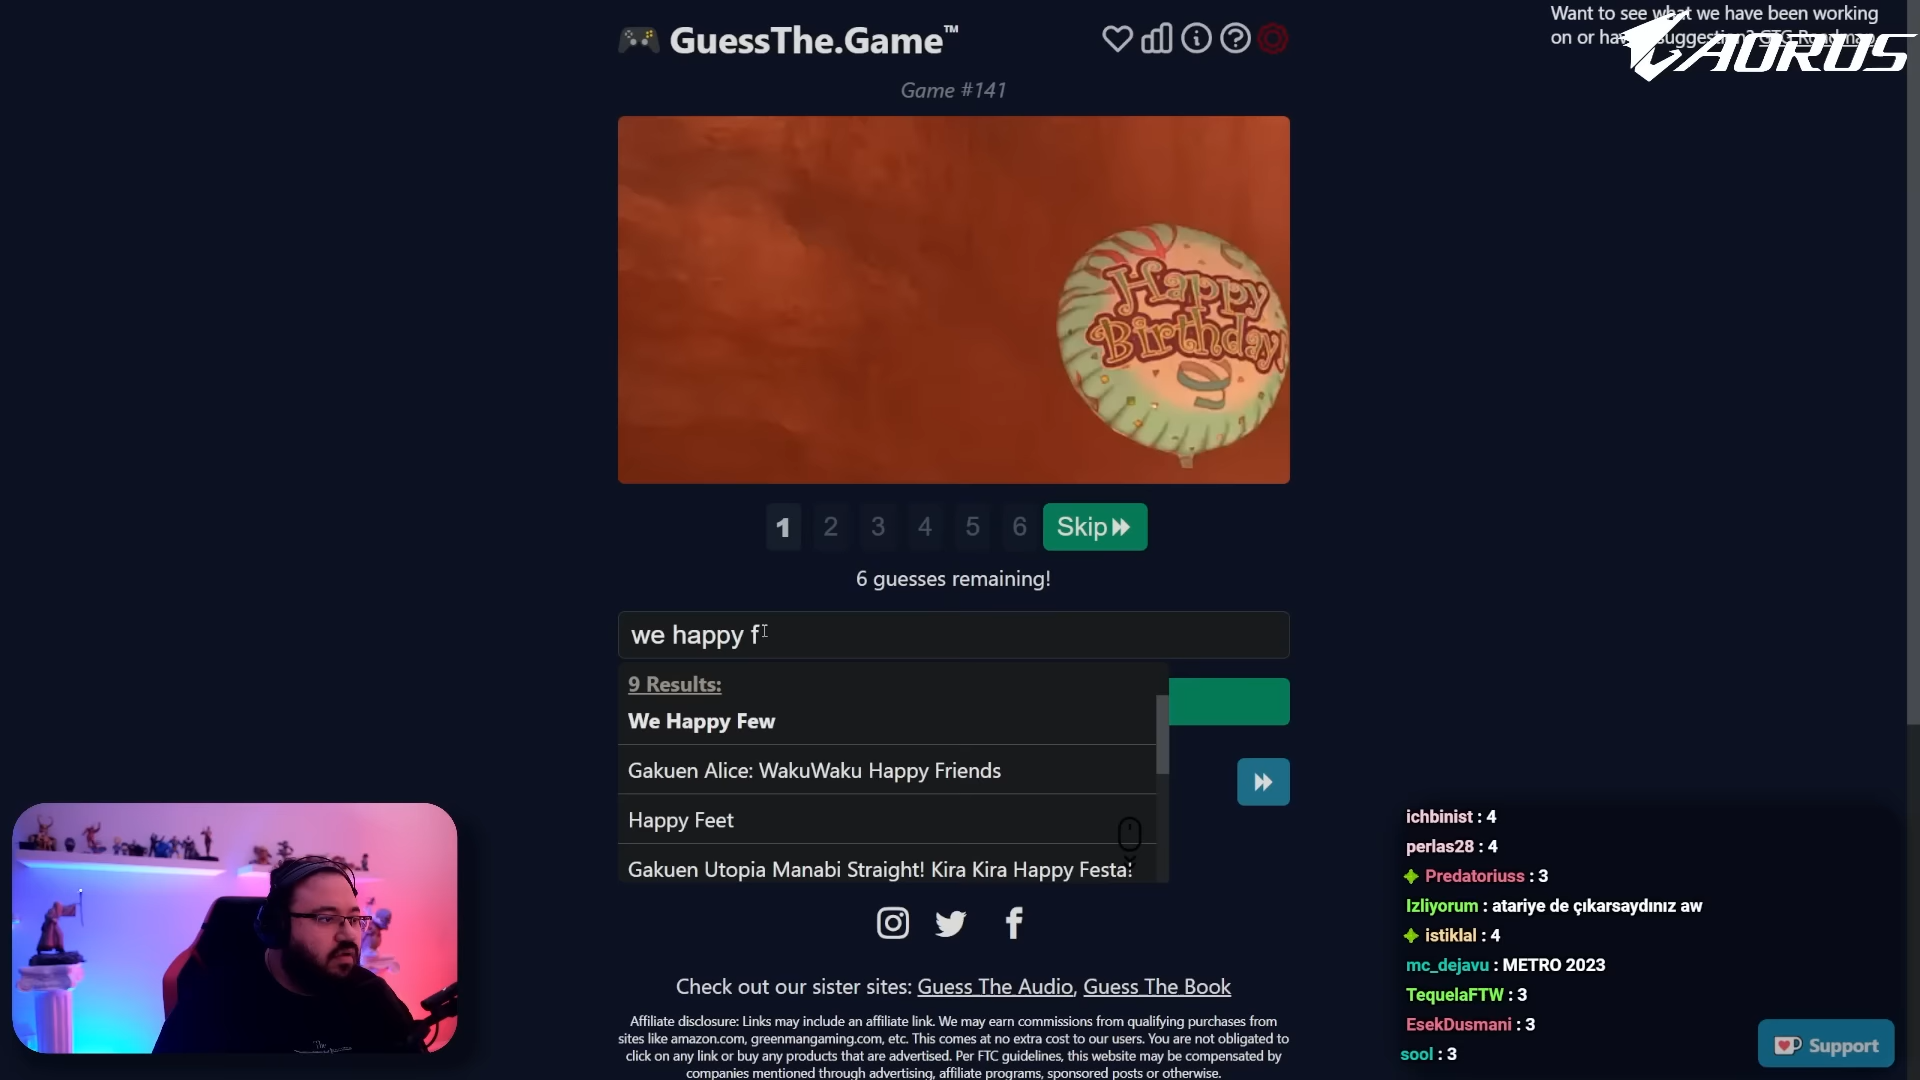 GuessThe.Game™
Want to see what we have been working
on or have a suggestion? GTG Roadmap
AORUS
Game #141
Happy
Birthday!
1 2 3 4 5 6 Skip
6 guesses remaining!
we happy f
9 Results:
We Happy Few
Gakuen Alice: WakuWaku Happy Friends
Happy Feet
Gakuen Utopia Manabi Straight! Kira Kira Happy Festa!
ichbinist : 4
perlas28 : 4
Predatoriuss : 3
Izliyorum : atariye de çıkarsaydınız aw
istiklal : 4
mc_dejavu : METRO 2023
TequelaFTW : 3
EsekDusmani : 3
sool : 3
Support
Check out our sister sites: Guess The Audio, Guess The Book
Affiliate disclosure: Links may include an affiliate link. We may earn commissions from qualifying purchases from
sites like amazon.com, greenmangaming.com, etc. This comes at no extra cost to our users. You are not obligated to
click on any link or buy any products that are advertised. Per FTC guidelines, this website may be compensated by
companies mentioned through advertising, affiliate programs, sponsored posts or otherwise.